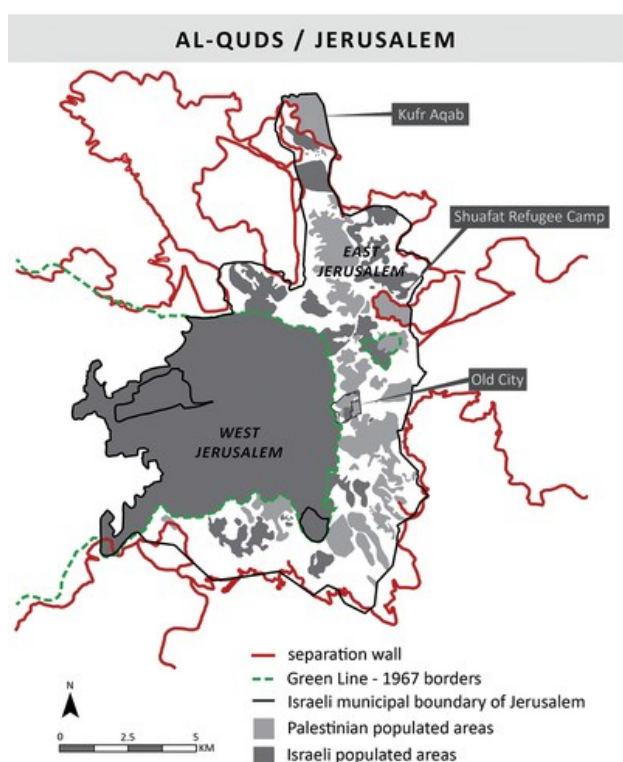 AL-QUDS / JERUSALEM
Kufr Aqab
Shuafat Refugee Camp
EAST
JERUSALEM
Old City
WEST
JERUSALEM
separation wall
Green Line - 1967 borders
Israeli municipal boundary of Jerusalem
Palestinian populated areas
Israeli populated areas
N
0 2.5 5
KM